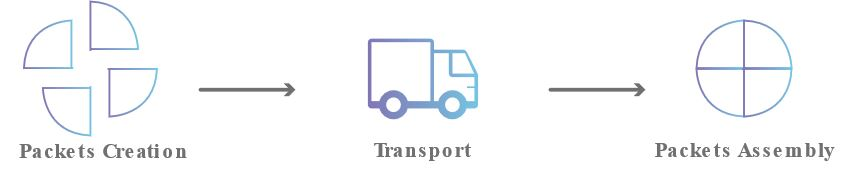 Packets Creation
Transport
Packets Assembly